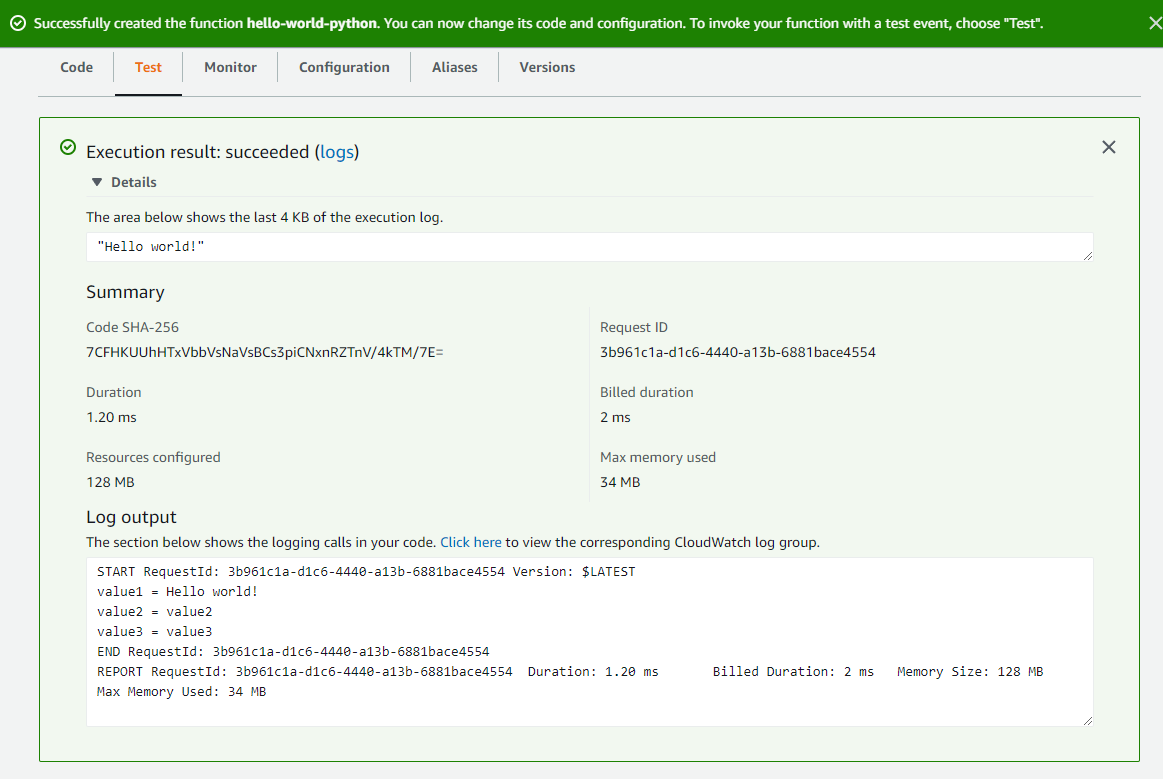 Successfully created the function hello-world-python. You can now change its code and configuration. To invoke your function with a test event, choose "Test".
Code Test Monitor Configuration Aliases Versions
Execution result: succeeded (logs)
Details
The area below shows the last 4 KB of the execution log.
"Hello world!"
Summary
Code SHA-256
7CFHKUUhHTxVbbVsNaVsBCs3piCNxnRZTnV/4kTM/7E=
Request ID
3b961c1a-d1c6-4440-a13b-6881bace4554
Duration
1.20 ms
Billed duration
2 ms
Resources configured
128 MB
Max memory used
34 MB
Log output
The section below shows the logging calls in your code. Click here to view the corresponding CloudWatch log group.
START RequestId: 3b961c1a-d1c6-4440-a13b-6881bace4554 Version: $LATEST
value1 = Hello world!
value2 = value2
value3 = value3
END RequestId: 3b961c1a-d1c6-4440-a13b-6881bace4554
REPORT RequestId: 3b961c1a-d1c6-4440-a13b-6881bace4554 Duration: 1.20 ms Billed Duration: 2 ms Memory Size: 128 MB
Max Memory Used: 34 MB